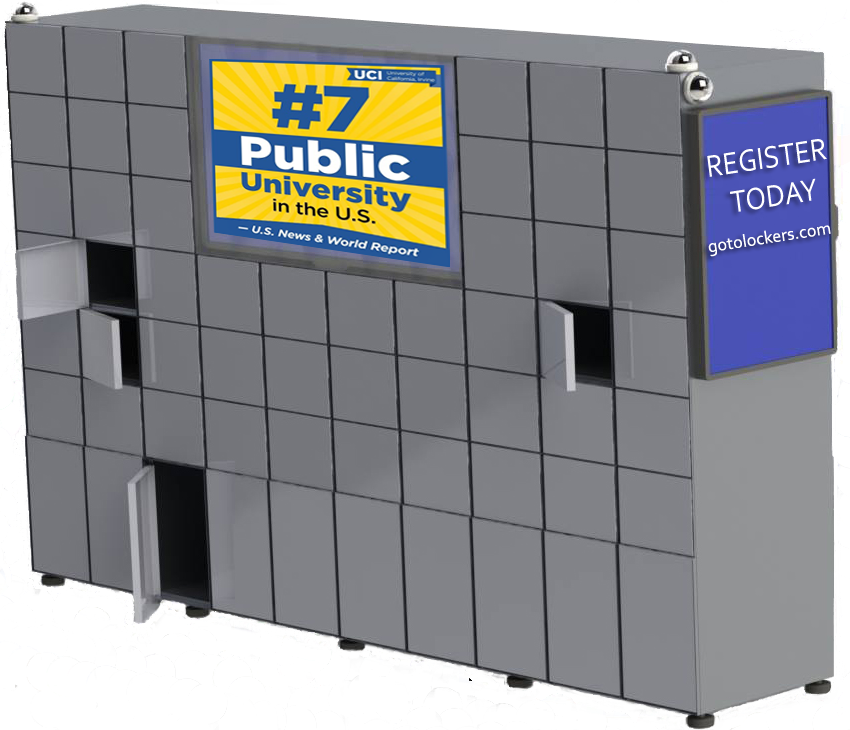 UCI University of
California, Irvine
#7
Public
University
in the U.S.
— U.S. News & World Report
REGISTER
TODAY
gotolockers.com